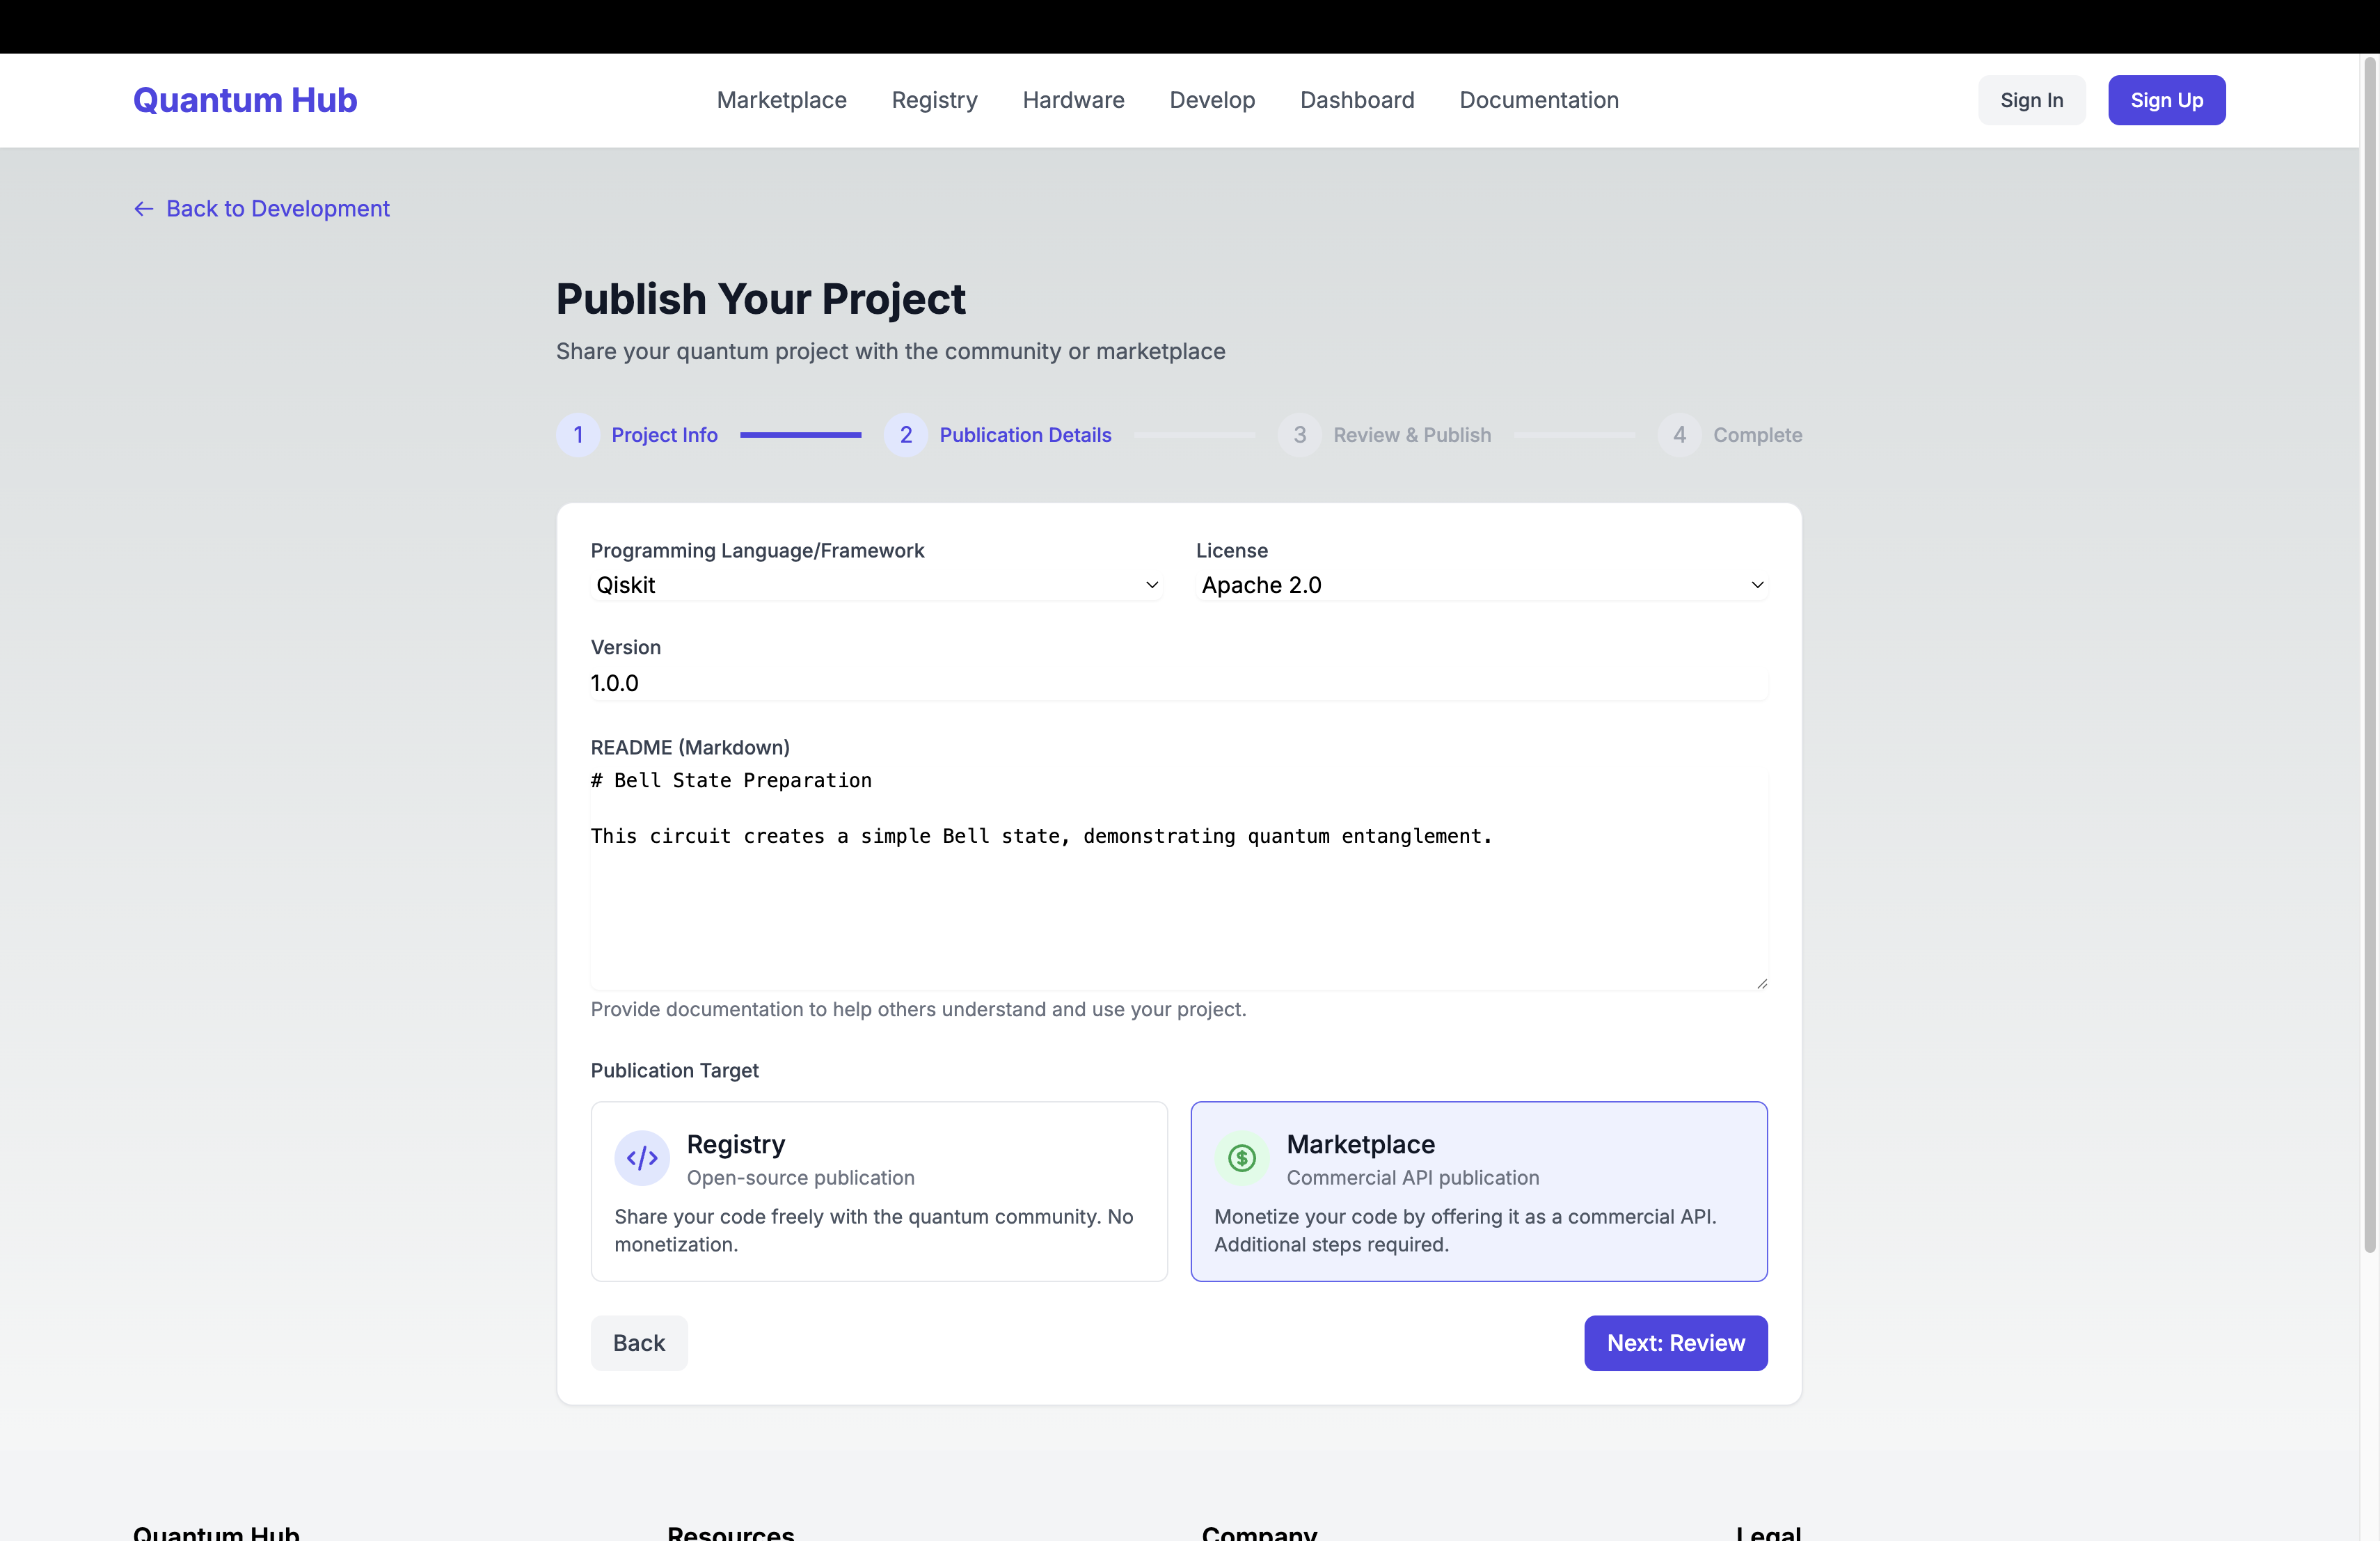 Quantum Hub
Marketplace
Registry
Hardware
Develop
Dashboard
Documentation
Sign In
Sign Up
← Back to Development
Publish Your Project
Share your quantum project with the community or marketplace
1 Project Info
2 Publication Details
3 Review & Publish
4 Complete
Programming Language/Framework
Qiskit
License
Apache 2.0
Version
1.0.0
README (Markdown)
# Bell State Preparation
This circuit creates a simple Bell state, demonstrating quantum entanglement.
Provide documentation to help others understand and use your project.
Publication Target
Registry
Open-source publication
Share your code freely with the quantum community. No
monetization.
Marketplace
Commercial API publication
Monetize your code by offering it as a commercial API.
Additional steps required.
Back
Next: Review
Quantum Hub
Resources
Company
Legal